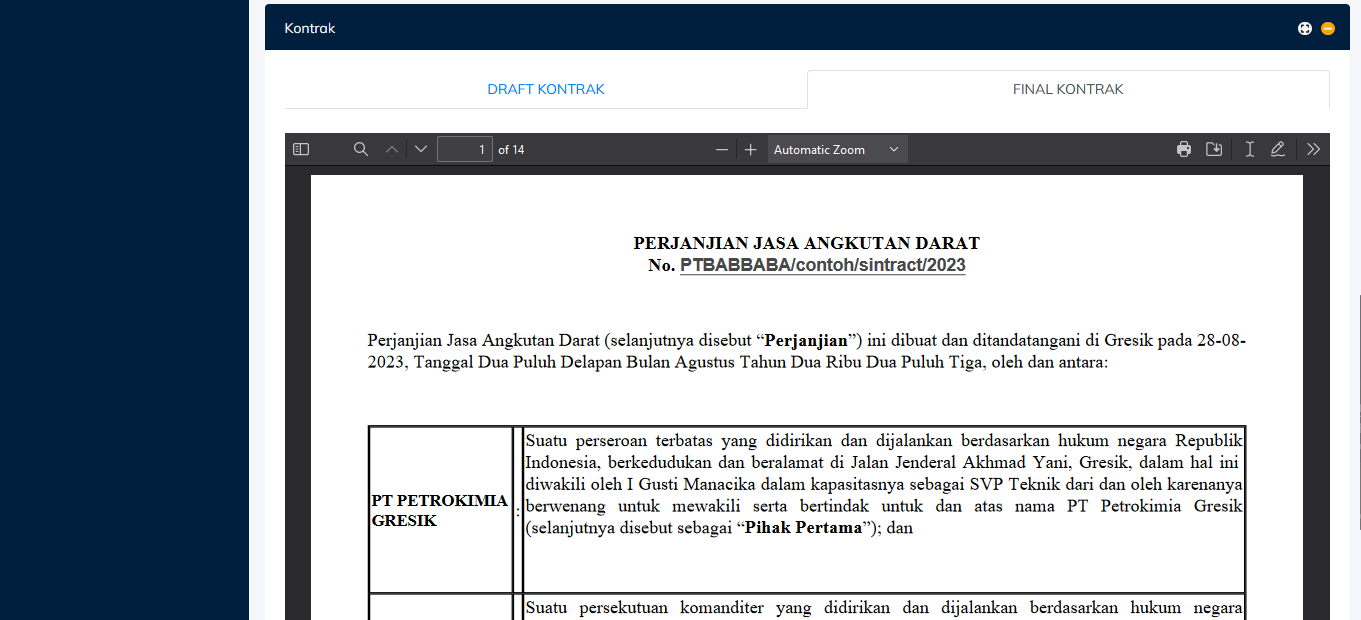 Kontrak
DRAFT KONTRAK
FINAL KONTRAK
1 of 14
Automatic Zoom
PERJANJIAN JASA ANGKUTAN DARAT
No. PTBABBABA/contoh/sintract/2023
Perjanjian Jasa Angkutan Darat (selanjutnya disebut “Perjanjian”) ini dibuat dan ditandatangani di Gresik pada 28-08-
2023, Tanggal Dua Puluh Delapan Bulan Agustus Tahun Dua Ribu Dua Puluh Tiga, oleh dan antara:
PT PETROKIMIA
GRESIK
:
Suatu perseroan terbatas yang didirikan dan dijalankan berdasarkan hukum negara Republik
Indonesia, berkedudukan dan beralamat di Jalan Jenderal Akhmad Yani, Gresik, dalam hal ini
diwakili oleh I Gusti Manacika dalam kapasitasnya sebagai SVP Teknik dari dan oleh karenanya
berwenang untuk mewakili serta bertindak untuk dan atas nama PT Petrokimia Gresik
(selanjutnya disebut sebagai “Pihak Pertama”); dan
Suatu persekutuan komanditer yang didirikan dan dijalankan berdasarkan hukum negara